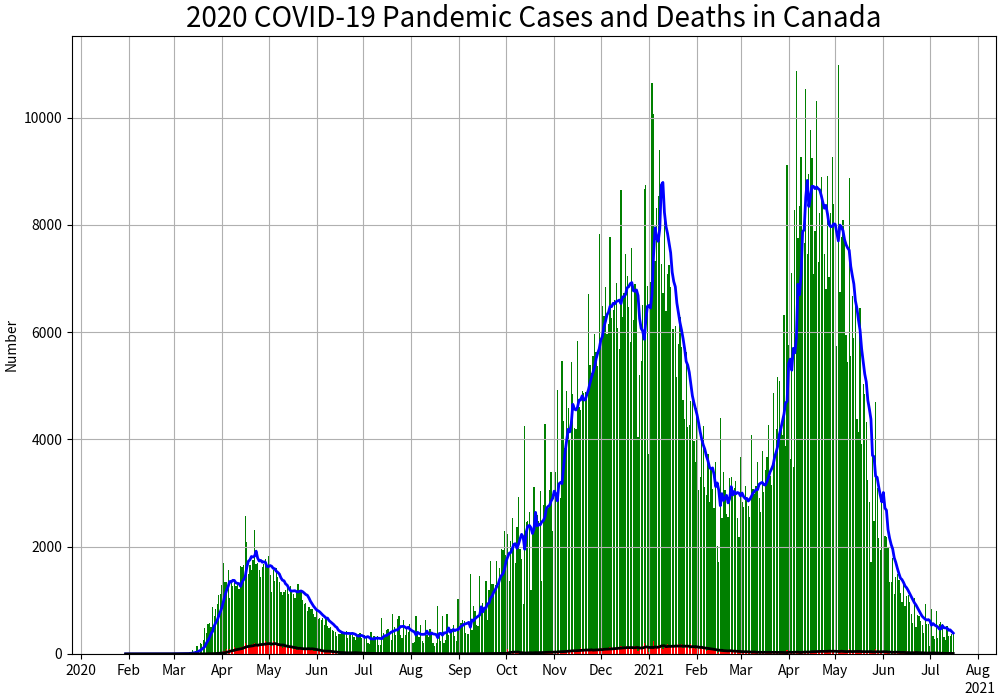 2020 COVID-19 Pandemic Cases and Deaths in Canada
Number
10000
8000
6000
4000
2000
0
2020 Feb Mar Apr May Jun Jul Aug Sep Oct Nov Dec 2021 Feb Mar Apr May Jun Jul Aug
2021